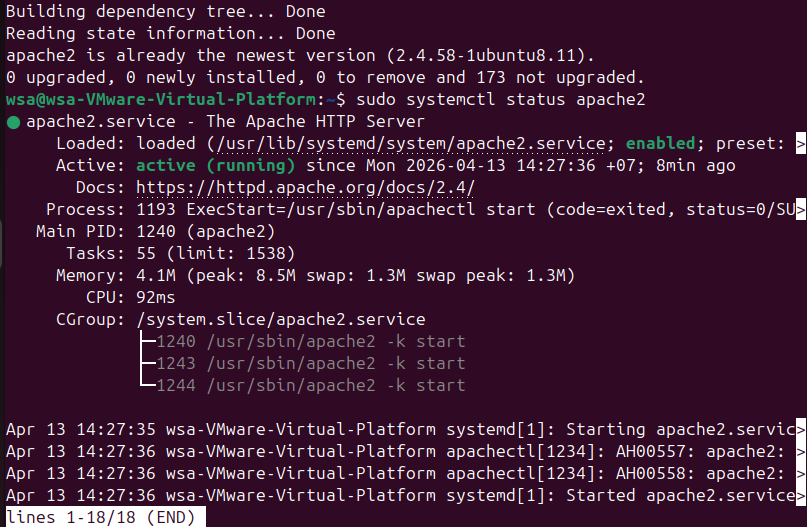 Building dependency tree... Done
Reading state information... Done
apache2 is already the newest version (2.4.58-1ubuntu8.11).
0 upgraded, 0 newly installed, 0 to remove and 173 not upgraded.
wsa@wsa-VMware-Virtual-Platform:~$ sudo systemctl status apache2
● apache2.service - The Apache HTTP Server
     Loaded: loaded (/usr/lib/systemd/system/apache2.service; enabled; preset: >
     Active: active (running) since Mon 2026-04-13 14:27:36 +07; 8min ago
       Docs: https://httpd.apache.org/docs/2.4/
    Process: 1193 ExecStart=/usr/sbin/apachectl start (code=exited, status=0/SU>
   Main PID: 1240 (apache2)
      Tasks: 55 (limit: 1538)
     Memory: 4.1M (peak: 8.5M swap: 1.3M swap peak: 1.3M)
        CPU: 92ms
     CGroup: /system.slice/apache2.service
             ├─1240 /usr/sbin/apache2 -k start
             ├─1243 /usr/sbin/apache2 -k start
             └─1244 /usr/sbin/apache2 -k start
Apr 13 14:27:35 wsa-VMware-Virtual-Platform systemd[1]: Starting apache2.servic>
Apr 13 14:27:36 wsa-VMware-Virtual-Platform apachectl[1234]: AH00557: apache2: >
Apr 13 14:27:36 wsa-VMware-Virtual-Platform apachectl[1234]: AH00558: apache2: >
Apr 13 14:27:36 wsa-VMware-Virtual-Platform systemd[1]: Started apache2.service>
lines 1-18/18 (END)